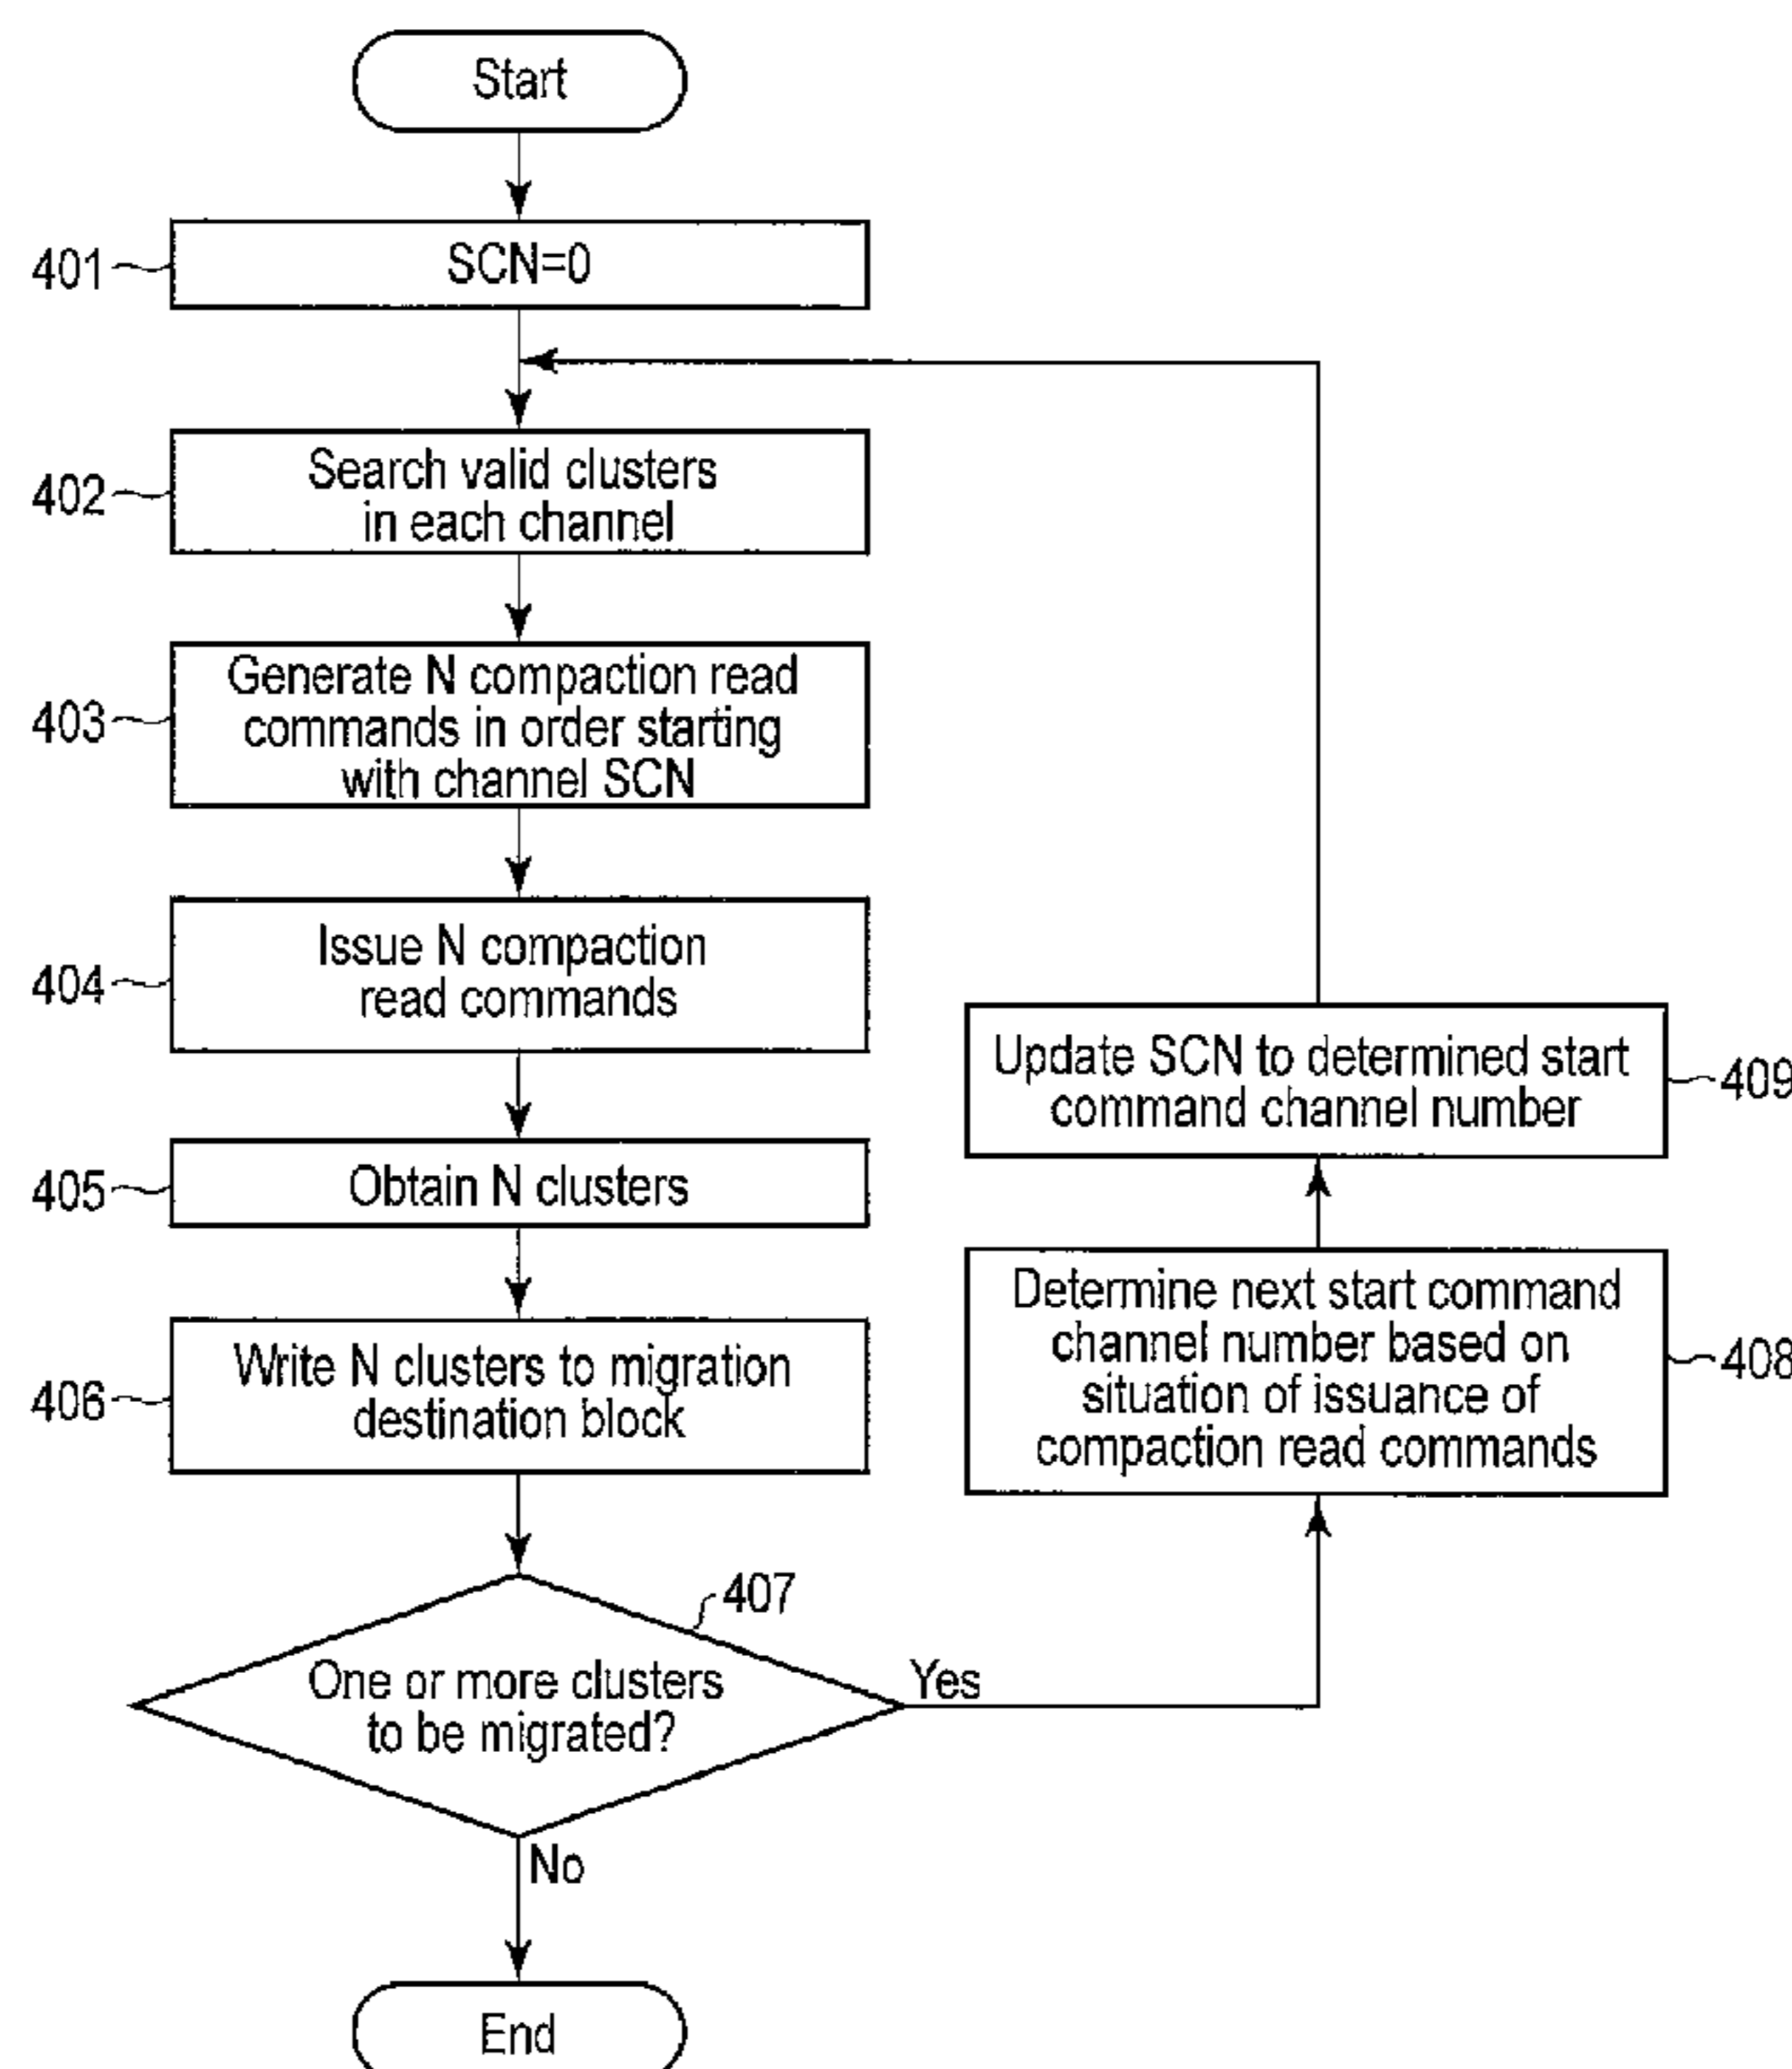 Start
401
SCN=0
402
Search valid clusters
in each channel
403
Generate N compaction read
commands in order starting
with channel SCN
404
Issue N compaction
read commands
405
Obtain N clusters
406
Write N clusters to migration
destination block
407
One or more clusters
to be migrated?
Yes
No
End
Determine next start command
channel number based on
situation of issuance of
compaction read commands
408
Update SCN to determined start
command channel number
409